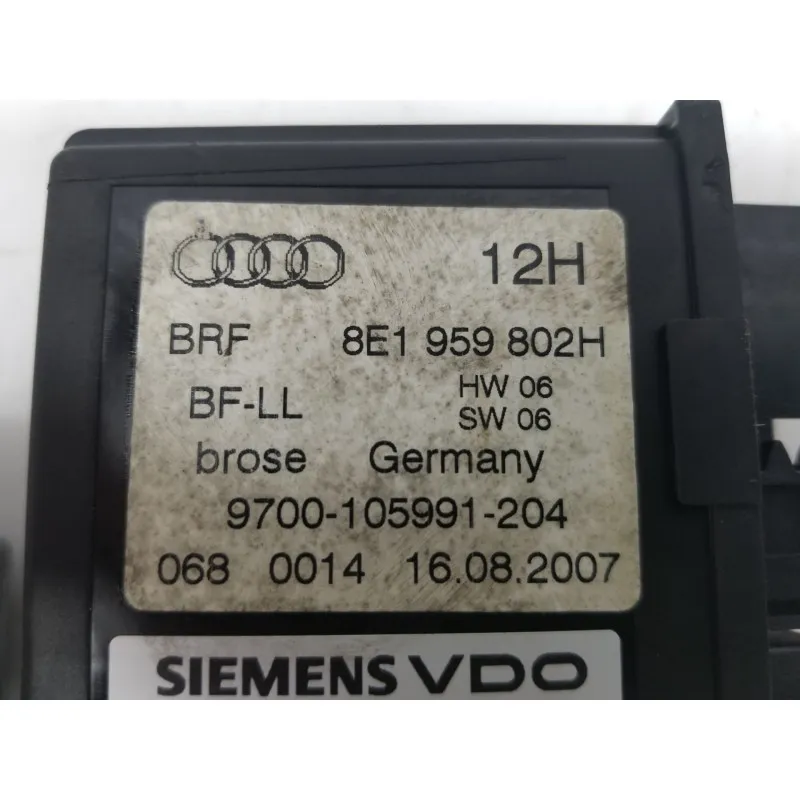 12H
BRF 8E1 959 802H
BF-LL HW 06
SW 06
brose Germany
9700-105991-204
068 0014 16.08.2007
SIEMENS VDO